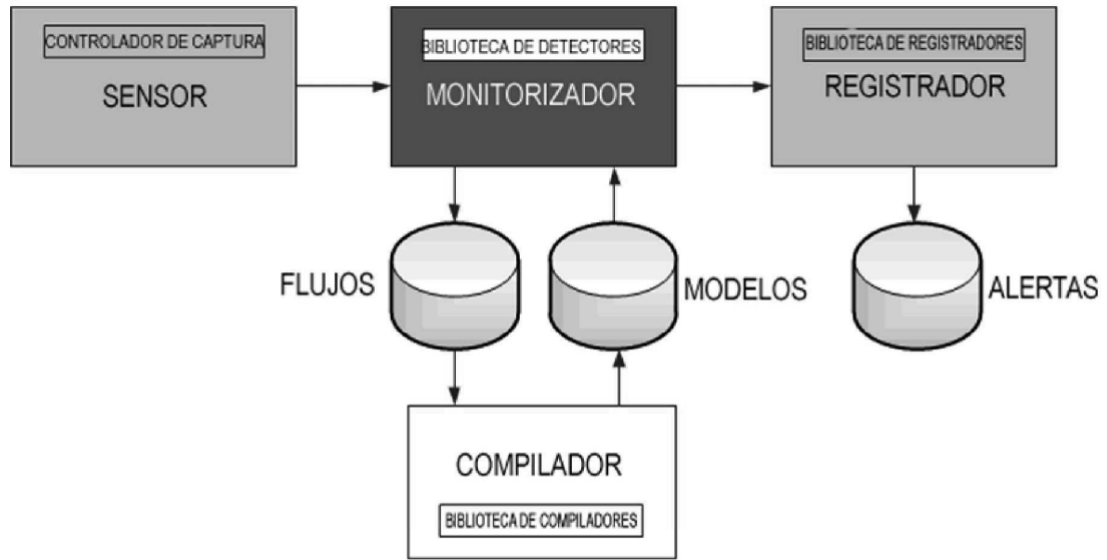 CONTROLADOR DE CAPTURA
SENSOR
BIBLIOTECA DE DETECTORES
MONITORIZADOR
BIBLIOTECA DE REGISTRADORES
REGISTRADOR
FLUJOS
MODELOS
ALERTAS
COMPILADOR
BIBLIOTECA DE COMPILADORES